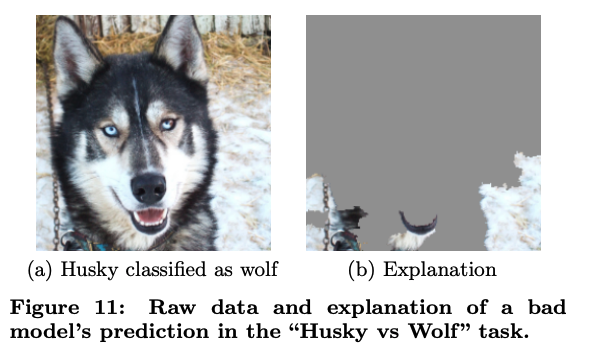 (a) Husky classified as wolf
(b) Explanation
Figure 11: Raw data and explanation of a bad
model's prediction in the "Husky vs Wolf" task.